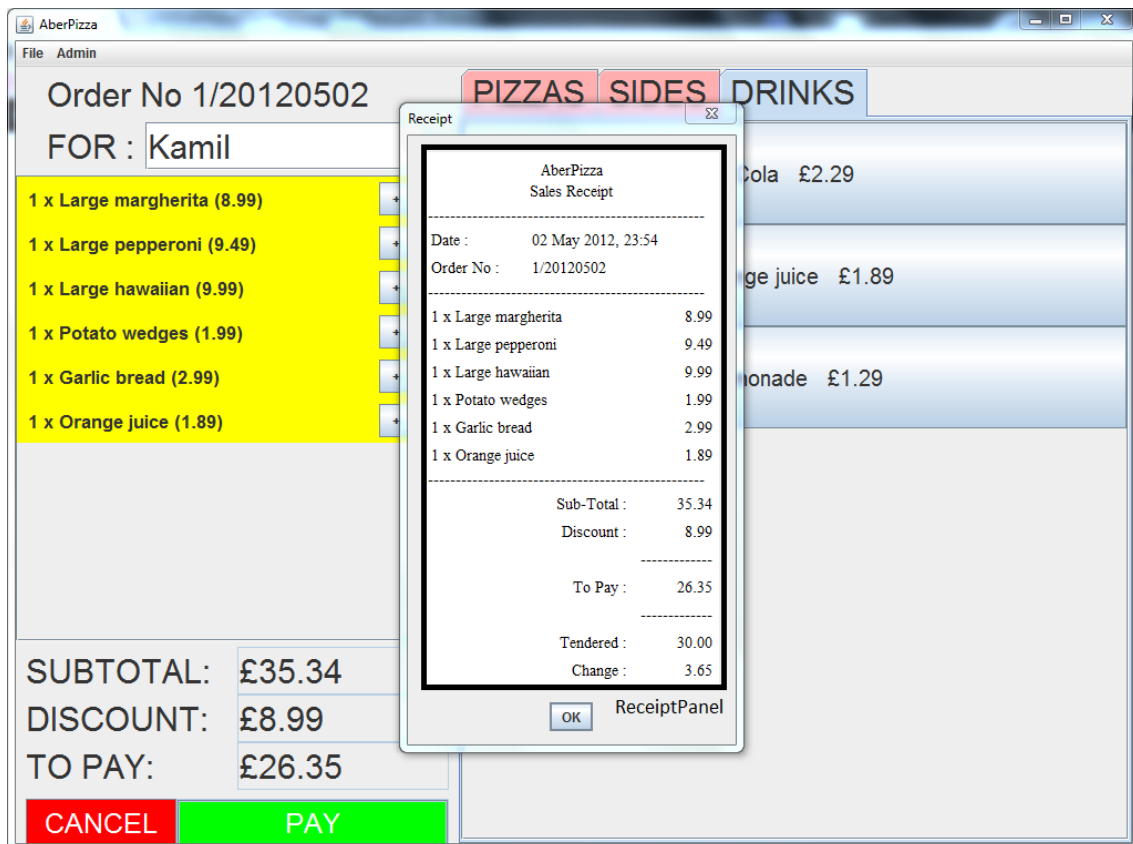 AberPizza
File Admin
Order No 1/20120502
FOR : Kamil
1 x Large margherita (8.99)
1 x Large pepperoni (9.49)
1 x Large hawaiian (9.99)
1 x Potato wedges (1.99)
1 x Garlic bread (2.99)
1 x Orange juice (1.89)
SUBTOTAL: £35.34
DISCOUNT: £8.99
TO PAY: £26.35
CANCEL PAY
PIZZAS SIDES DRINKS
Cola £2.29
ge juice £1.89
onade £1.29
Receipt
AberPizza
Sales Receipt
Date : 02 May 2012, 23:54
Order No : 1/20120502
1 x Large margherita 8.99
1 x Large pepperoni 9.49
1 x Large hawaiian 9.99
1 x Potato wedges 1.99
1 x Garlic bread 2.99
1 x Orange juice 1.89
Sub-Total : 35.34
Discount : 8.99
To Pay : 26.35
Tendered : 30.00
Change : 3.65
OK ReceiptPanel